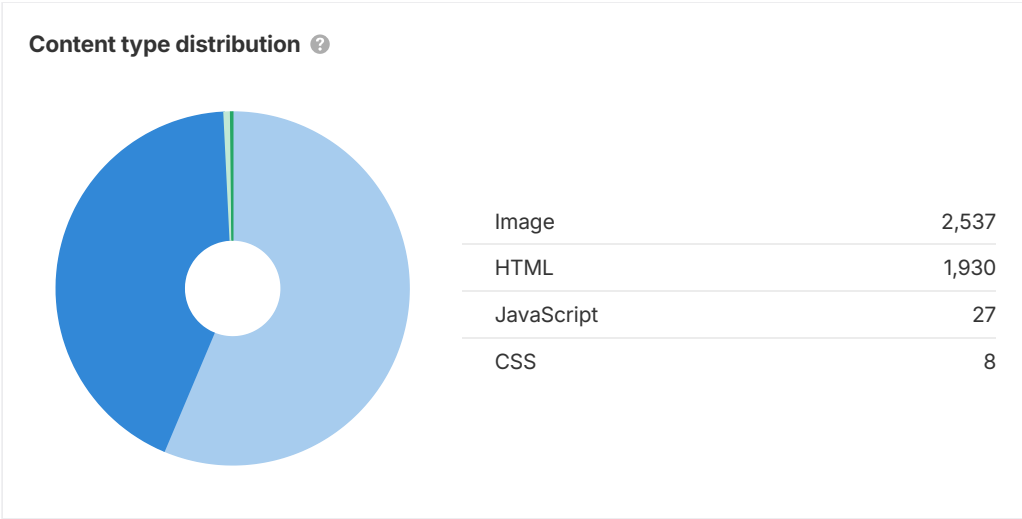 Content type distribution ?
Image 2,537
HTML 1,930
JavaScript 27
CSS 8